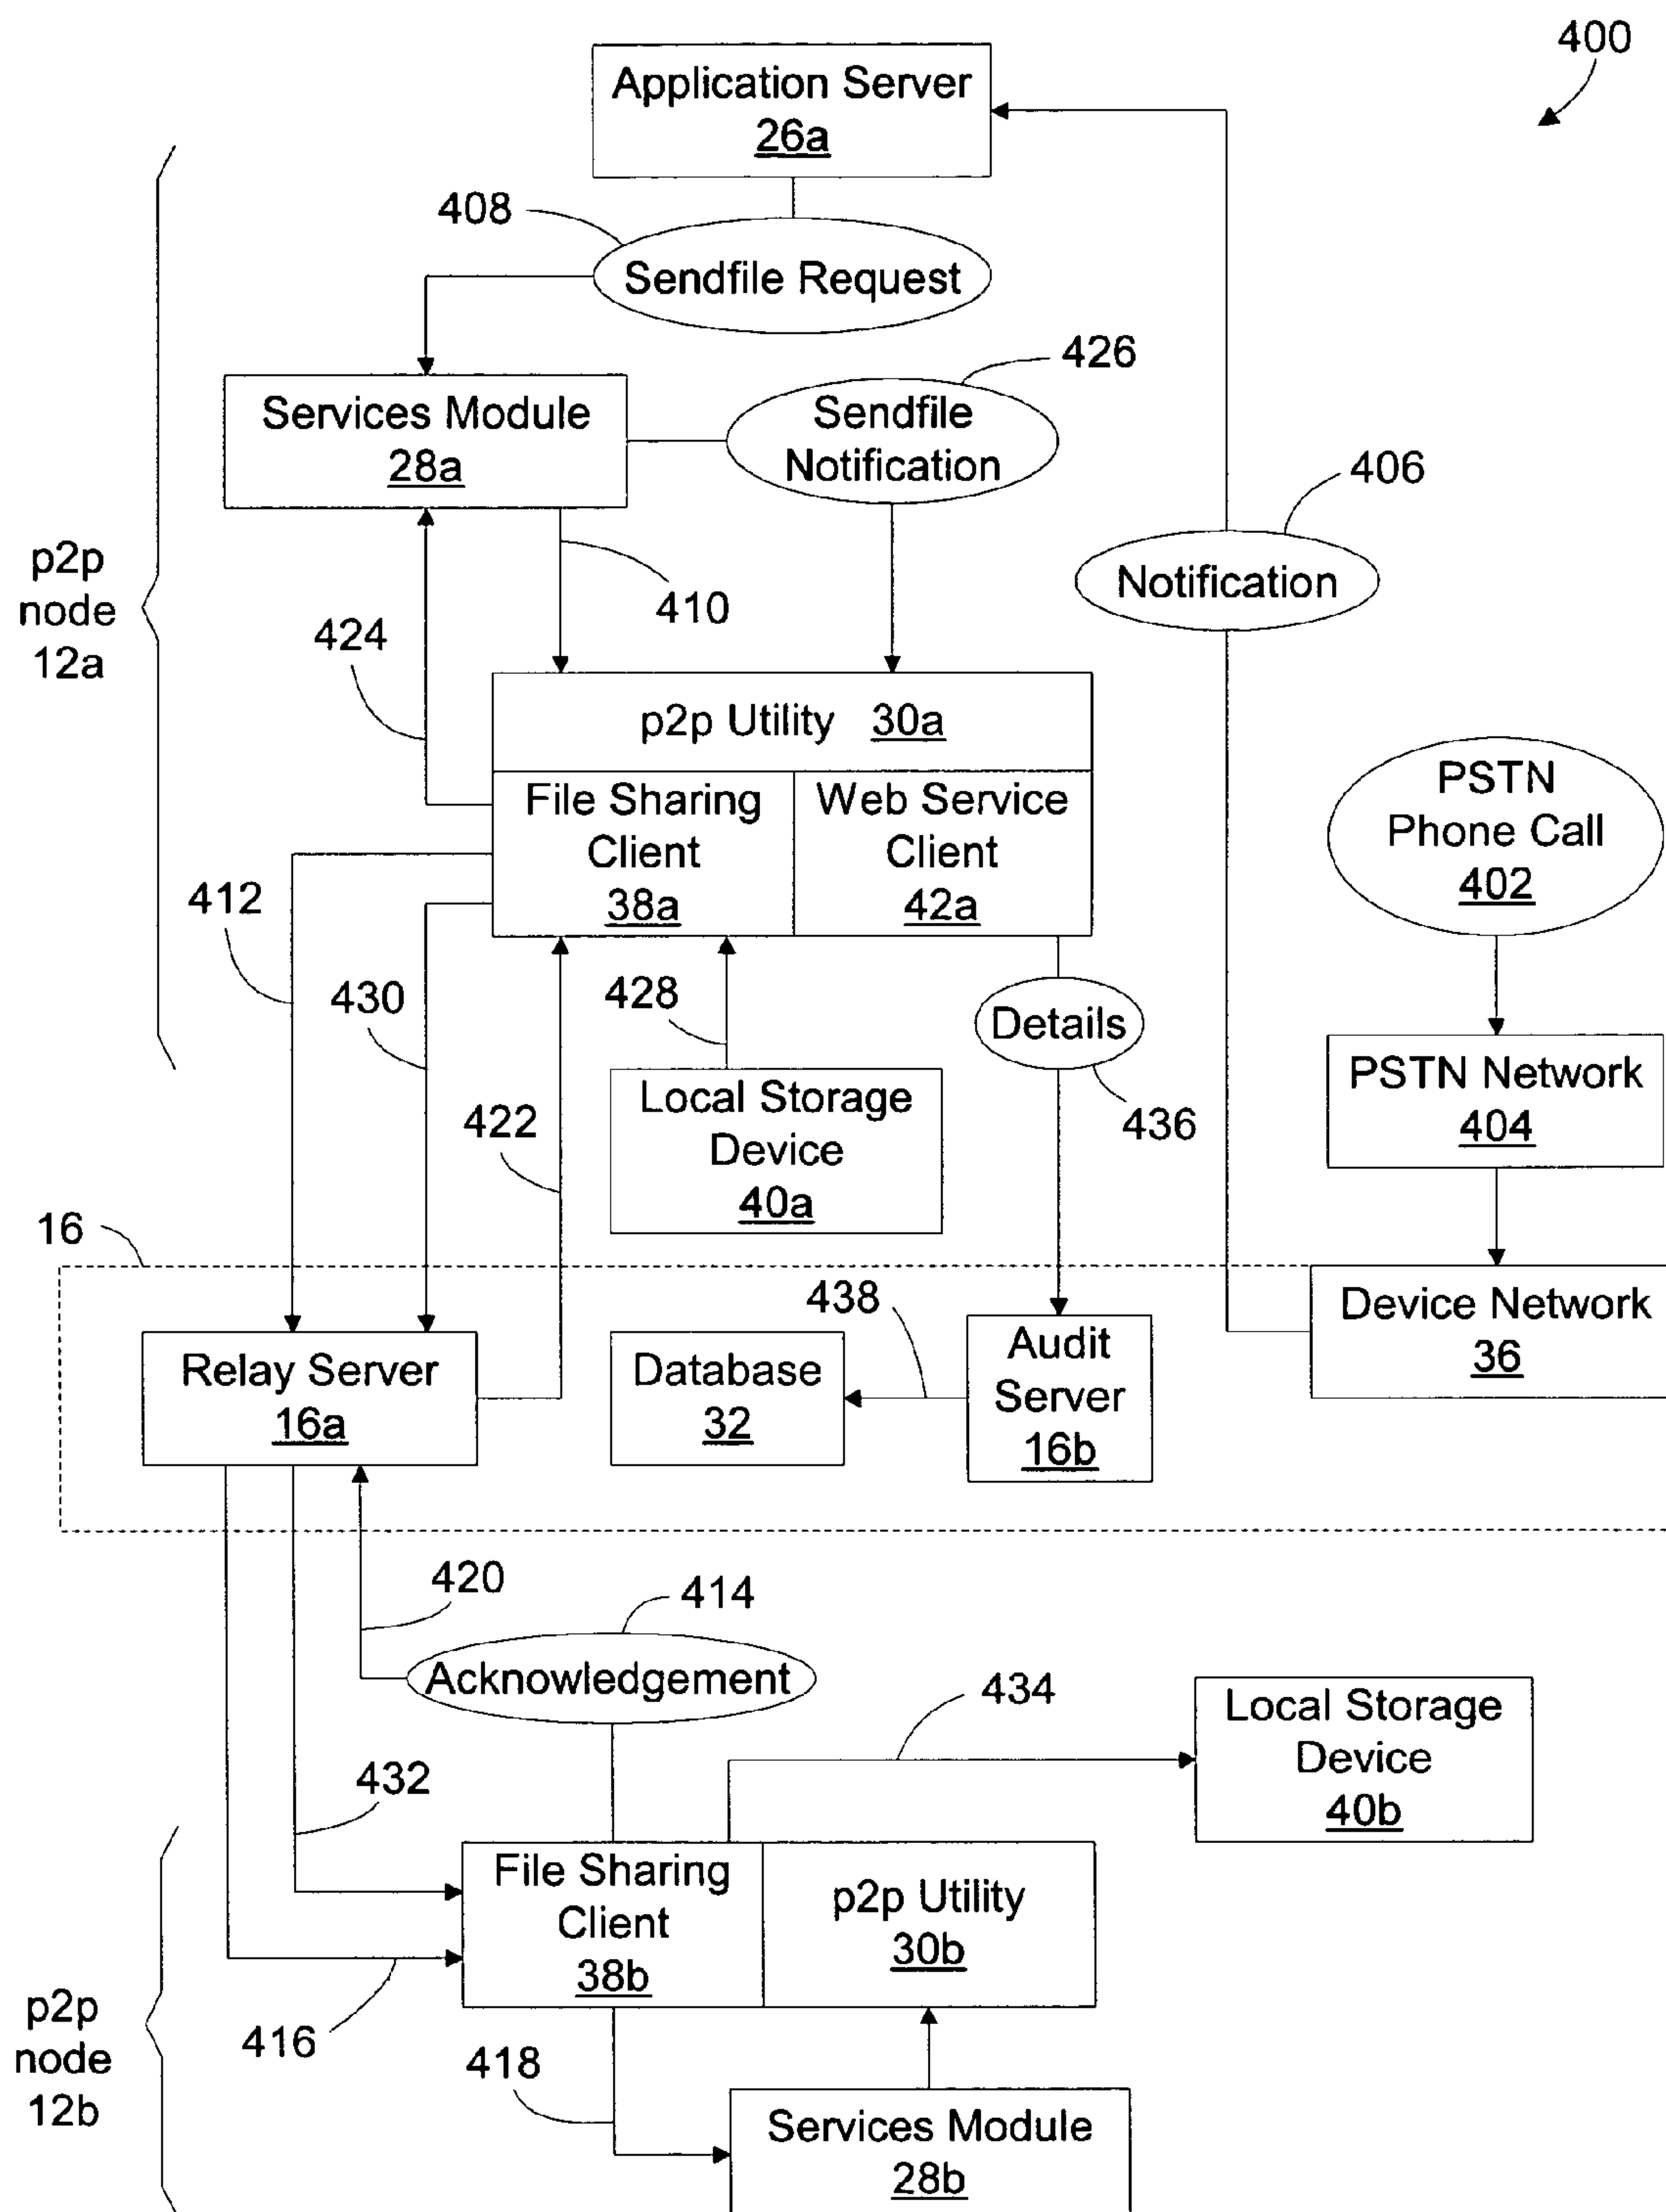 400
Application Server
26a
408
Sendfile Request
426
Services Module
28a
Sendfile
Notification
406
p2p
node
12a
Notification
410
424
p2p Utility 30a
File Sharing
Client
38a
Web Service
Client
42a
PSTN
Phone Call
402
412
430
428
Details
436
PSTN Network
404
422
Local Storage
Device
40a
16
438
Device Network
36
Relay Server
16a
Database
32
Audit
Server
16b
420
414
Acknowledgement
434
Local Storage
Device
40b
432
File Sharing
Client
38b
p2p Utility
30b
p2p
node
12b
416
418
Services Module
28b